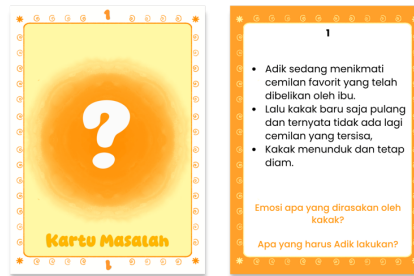 1
?
Kartu Masalah
1
1
• Adik sedang menikmati
cemilan favorit yang telah
dibelikan oleh ibu.
• Lalu kakak baru saja pulang
dan ternyata tidak ada lagi
cemilan yang tersisa,
• Kakak menunduk dan tetap
diam.
Emosi apa yang dirasakan oleh
kakak?
Apa yang harus Adik lakukan?